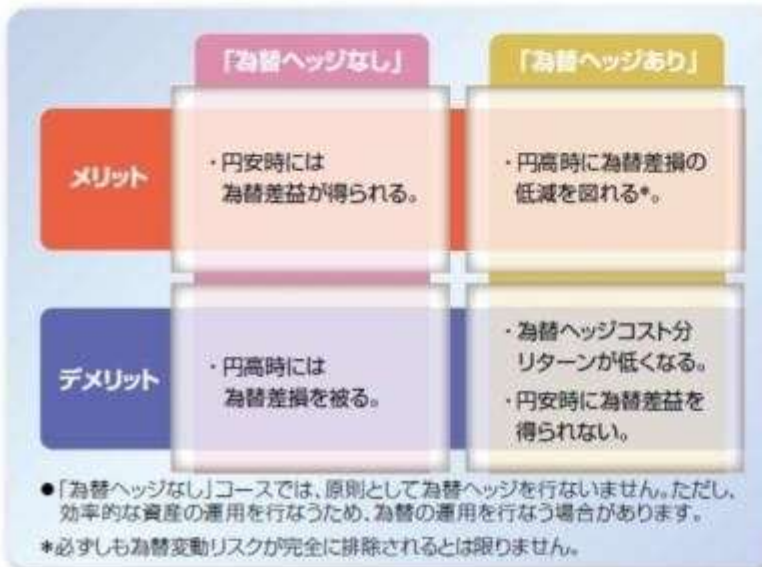 「為替ヘッジなし」
「為替ヘッジあり」
メリット
・円安時には
為替差益が得られる。
・円高時に為替差損の
低減を図れる*。
デメリット
・円高時には
為替差損を被る。
・為替ヘッジコスト分
リターンが低くなる。
・円安時に為替差益を
得られない。
●「為替ヘッジなし」コースでは、原則として為替ヘッジを行ないません。ただし、
効率的な資産の運用を行なうため、為替の運用を行なう場合があります。
*必ずしも為替変動リスクが完全に排除されるとは限りません。